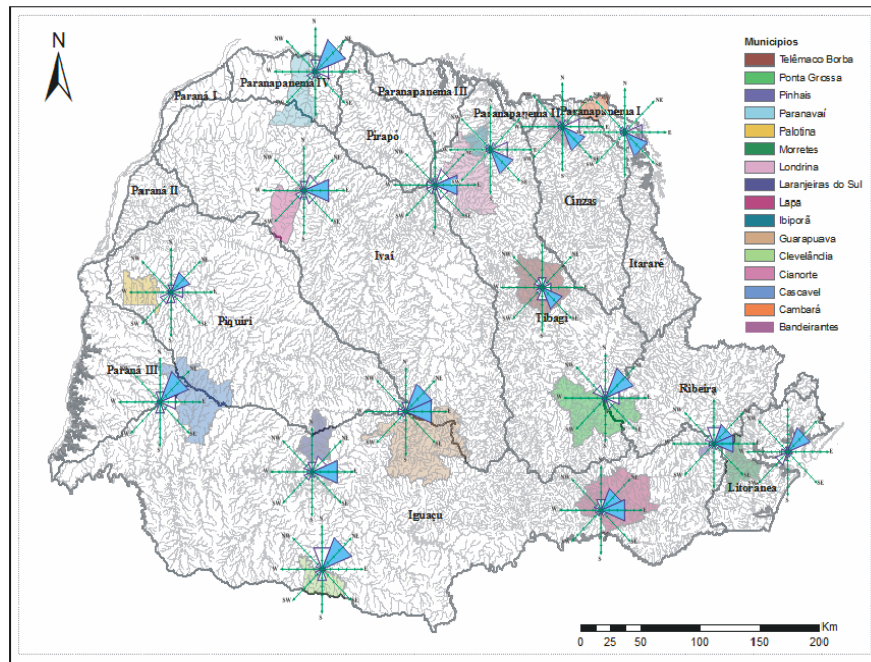 N
Paranapanema IV
Paraná I
Paranapanema III
Paranapanema II
Paranapanema I
Pirapó
Paraná II
Cinzas
Ivaí
Itararé
Piquiri
Tibagi
Paraná III
Ribeira
Litorânea
Iguaçu
Municipios
Telêmaco Borba
Ponta Grossa
Pinhais
Paranavaí
Palotina
Morretes
Londrina
Laranjeiras do Sul
Lapa
Ibiporã
Guarapuava
Clevelândia
Cianorte
Cascavel
Cambará
Bandeirantes
Km
0 25 50 100 150 200